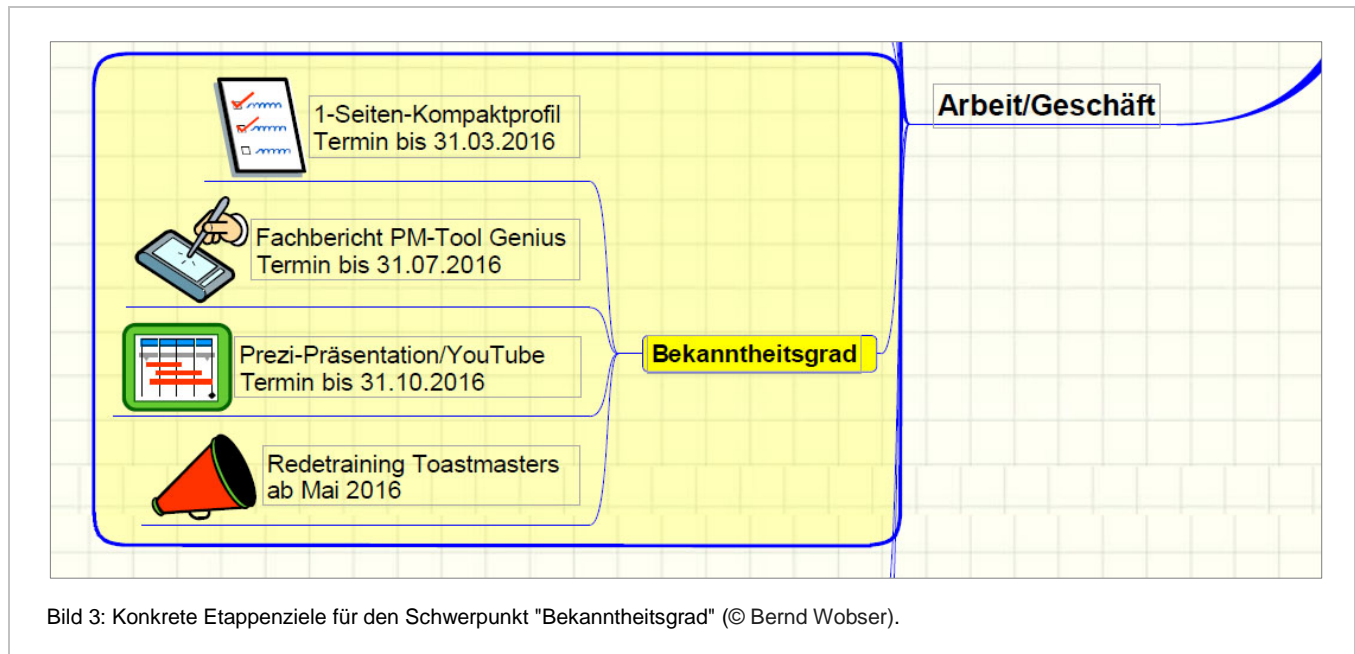 1-Seiten-Kompaktprofil
Termin bis 31.03.2016
Fachbericht PM-Tool Genius
Termin bis 31.07.2016
Prezi-Präsentation/YouTube
Termin bis 31.10.2016
Redetraining Toastmasters
ab Mai 2016
Bekanntheitsgrad
Arbeit/Geschäft
Bild 3: Konkrete Etappenziele für den Schwerpunkt "Bekanntheitsgrad" (© Bernd Wobser).